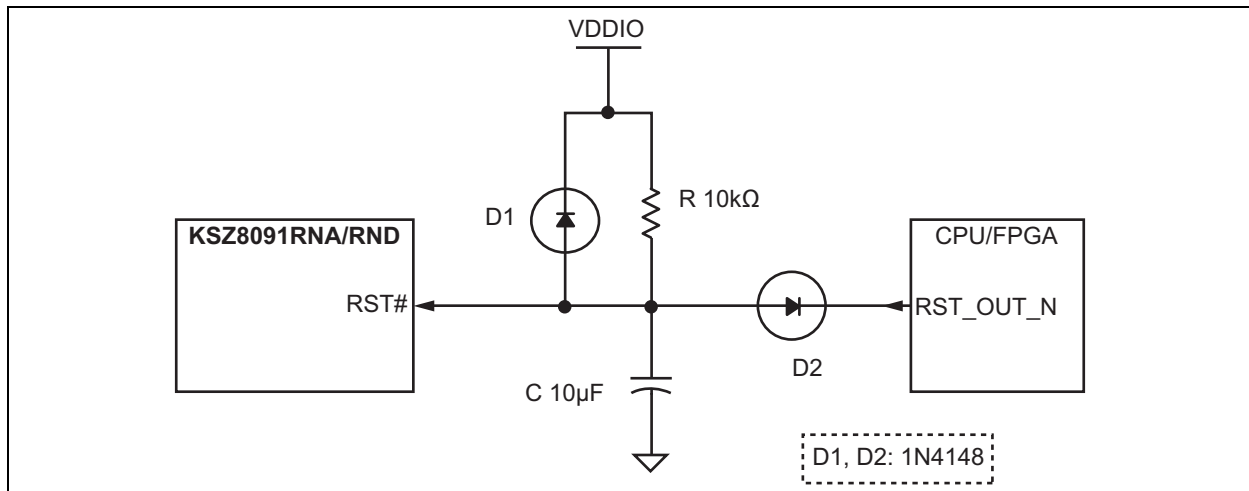 VDDIO
D1
R 10kΩ
KSZ8091RNA/RND
CPU/FPGA
RST#
RST_OUT_N
D2
C 10µF
D1, D2: 1N4148